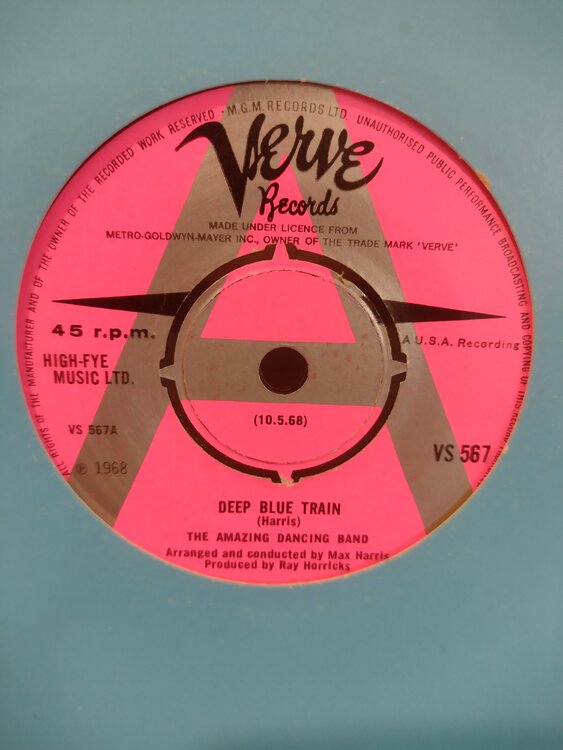 ALL RIGHTS OF THE MANUFACTURER AND OF THE OWNER OF THE RECORDED WORK RESERVED · M.G.M. RECORDS LTD. UNAUTHORISED PUBLIC PERFORMANCE BROADCASTING AND COPYING OF THIS RECORD
Verve
Records
MADE UNDER LICENCE FROM
METRO-GOLDWYN-MAYER INC., OWNER OF THE TRADE MARK 'VERVE'
A
45 r.p.m.
A U.S.A. Recording
HIGH-FYE
MUSIC LTD.
(10.5.68)
VS 567A
VS 567
℗ 1968
DEEP BLUE TRAIN
(Harris)
THE AMAZING DANCING BAND
Arranged and conducted by Max Harris
Produced by Ray Horricks